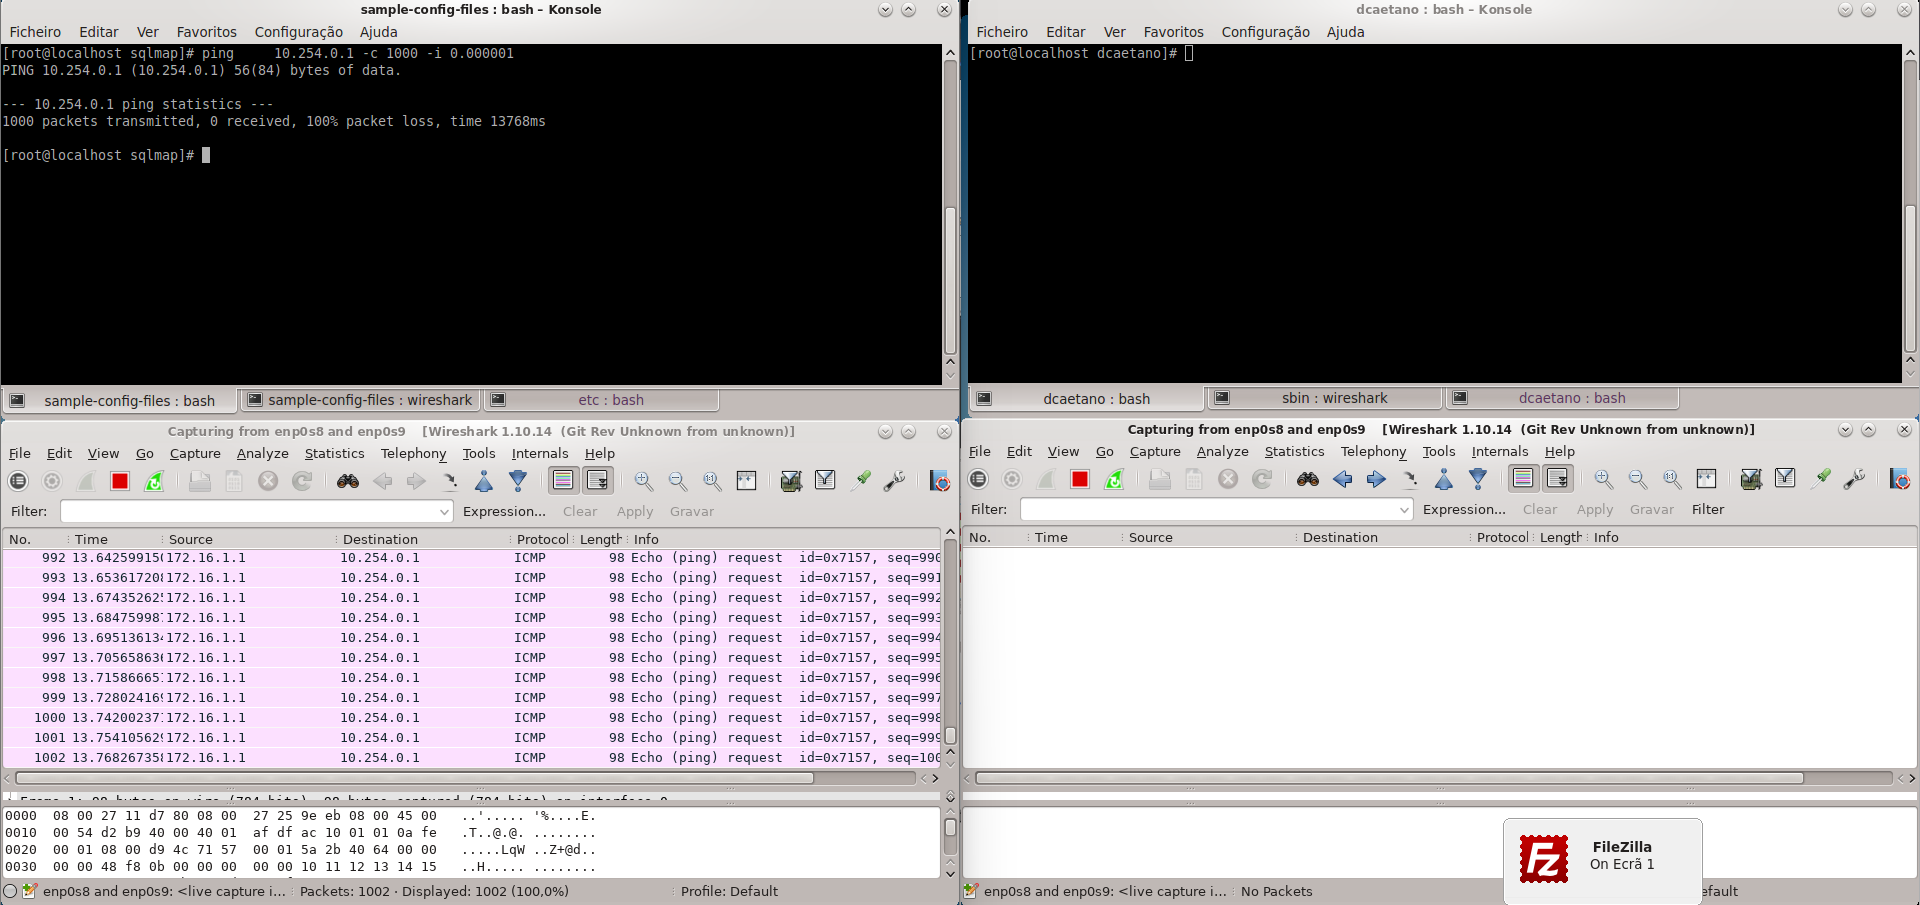 sample-config-files : bash – Konsole
Ficheiro Editar Ver Favoritos Configuração Ajuda
[root@localhost sqlmap]# ping     10.254.0.1 -c 1000 -i 0.000001
PING 10.254.0.1 (10.254.0.1) 56(84) bytes of data.
--- 10.254.0.1 ping statistics ---
1000 packets transmitted, 0 received, 100% packet loss, time 13768ms
[root@localhost sqlmap]#
sample-config-files : bash
sample-config-files : wireshark
etc : bash
dcaetano : bash – Konsole
Ficheiro Editar Ver Favoritos Configuração Ajuda
[root@localhost dcaetano]#
dcaetano : bash
sbin : wireshark
dcaetano : bash
Capturing from enp0s8 and enp0s9    [Wireshark 1.10.14  (Git Rev Unknown from unknown)]
File Edit View Go Capture Analyze Statistics Telephony Tools Internals Help
Filter: Expression... Clear Apply Gravar
No. Time Source Destination Protocol Length Info
992 13.642599150 172.16.1.1 10.254.0.1 ICMP 98 Echo (ping) request  id=0x7157, seq=990
993 13.653617208 172.16.1.1 10.254.0.1 ICMP 98 Echo (ping) request  id=0x7157, seq=991
994 13.67435262 172.16.1.1 10.254.0.1 ICMP 98 Echo (ping) request  id=0x7157, seq=992
995 13.68475998 172.16.1.1 10.254.0.1 ICMP 98 Echo (ping) request  id=0x7157, seq=993
996 13.69513613 172.16.1.1 10.254.0.1 ICMP 98 Echo (ping) request  id=0x7157, seq=994
997 13.70565863 172.16.1.1 10.254.0.1 ICMP 98 Echo (ping) request  id=0x7157, seq=995
998 13.71586665 172.16.1.1 10.254.0.1 ICMP 98 Echo (ping) request  id=0x7157, seq=996
999 13.72802416 172.16.1.1 10.254.0.1 ICMP 98 Echo (ping) request  id=0x7157, seq=997
1000 13.74200237 172.16.1.1 10.254.0.1 ICMP 98 Echo (ping) request  id=0x7157, seq=998
1001 13.75410562 172.16.1.1 10.254.0.1 ICMP 98 Echo (ping) request  id=0x7157, seq=999
1002 13.76826735 172.16.1.1 10.254.0.1 ICMP 98 Echo (ping) request  id=0x7157, seq=100
0000  08 00 27 11 d7 80 08 00  27 25 9e eb 08 00 45 00   ..'..... '%....E.
0010  00 54 d2 b9 40 00 40 01  af df ac 10 01 01 0a fe   .T..@.@. ........
0020  00 01 08 00 d9 4c 71 57  00 01 5a 2b 40 64 00 00   .....LqW ..Z+@d..
0030  00 00 48 f8 0b 00 00 00  00 00 10 11 12 13 14 15   ..H..... ........
enp0s8 and enp0s9: <live capture i... Packets: 1002 · Displayed: 1002 (100,0%) Profile: Default
Capturing from enp0s8 and enp0s9    [Wireshark 1.10.14  (Git Rev Unknown from unknown)]
File Edit View Go Capture Analyze Statistics Telephony Tools Internals Help
Filter: Expression... Clear Apply Gravar Filter
No. Time Source Destination Protocol Length Info
enp0s8 and enp0s9: <live capture i... No Packets efault
Fz
FileZilla
On Ecrã 1